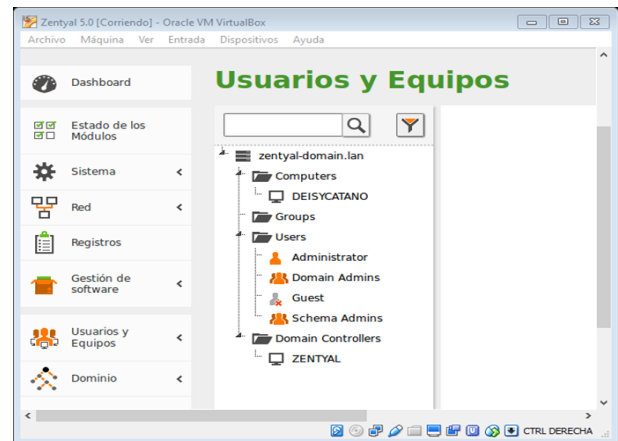 Zentyal 5.0 [Corriendo] - Oracle VM VirtualBox
Archivo Máquina Ver Entrada Dispositivos Ayuda
Dashboard
Estado de los
Módulos
Sistema
Red
Registros
Gestión de
software
Usuarios y
Equipos
Dominio
Usuarios y Equipos
zentyal-domain.lan
Computers
DEISYCATANO
Groups
Users
Administrator
Domain Admins
Guest
Schema Admins
Domain Controllers
ZENTYAL
CTRL DERECHA